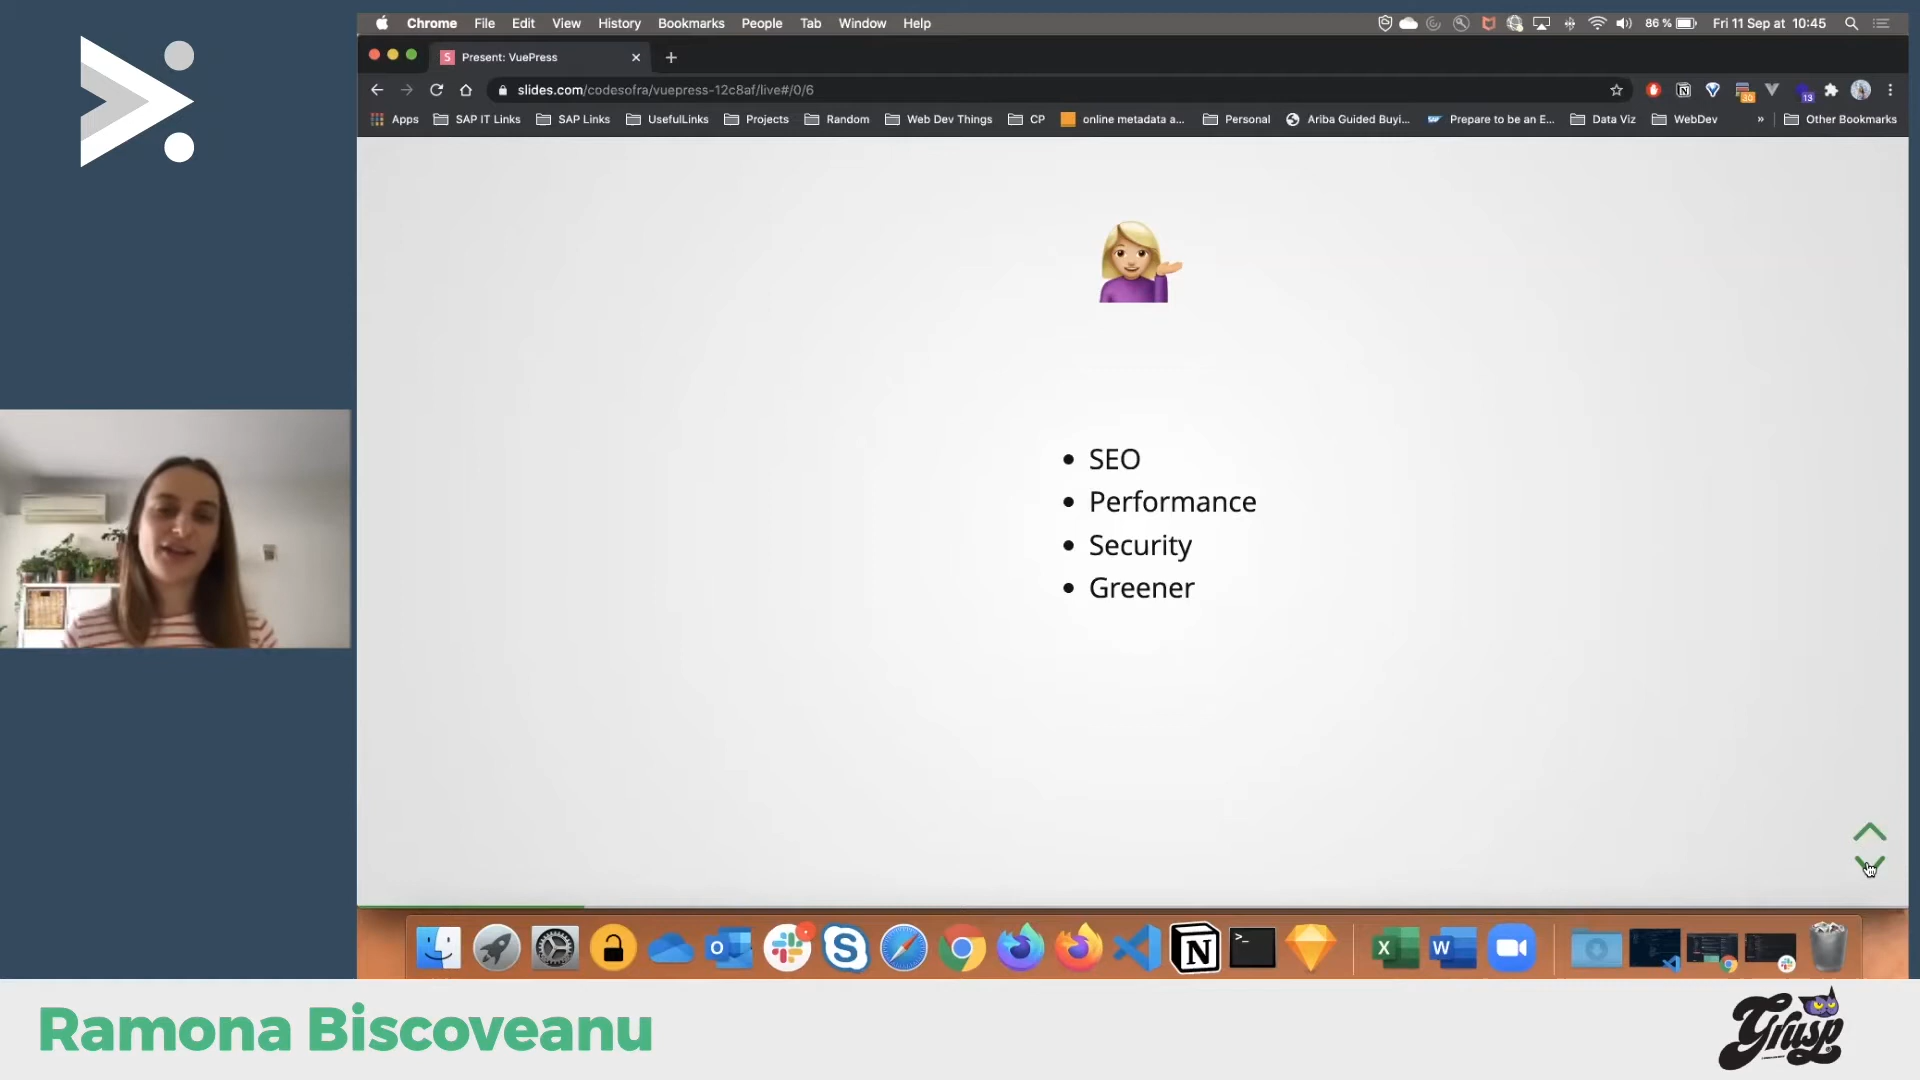 Chrome File Edit View History Bookmarks People Tab Window Help
86 % Fri 11 Sep at 10:45
S Present: VuePress
slides.com/codesofra/vuepress-12c8af/live#/0/6
30 13
Apps SAP IT Links SAP Links UsefulLinks Projects Random Web Dev Things CP online metadata a... Personal Ariba Guided Buyi... Prepare to be an E... Data Viz WebDev » Other Bookmarks
SEO
Performance
Security
Greener
Ramona Biscoveanu
Grusp